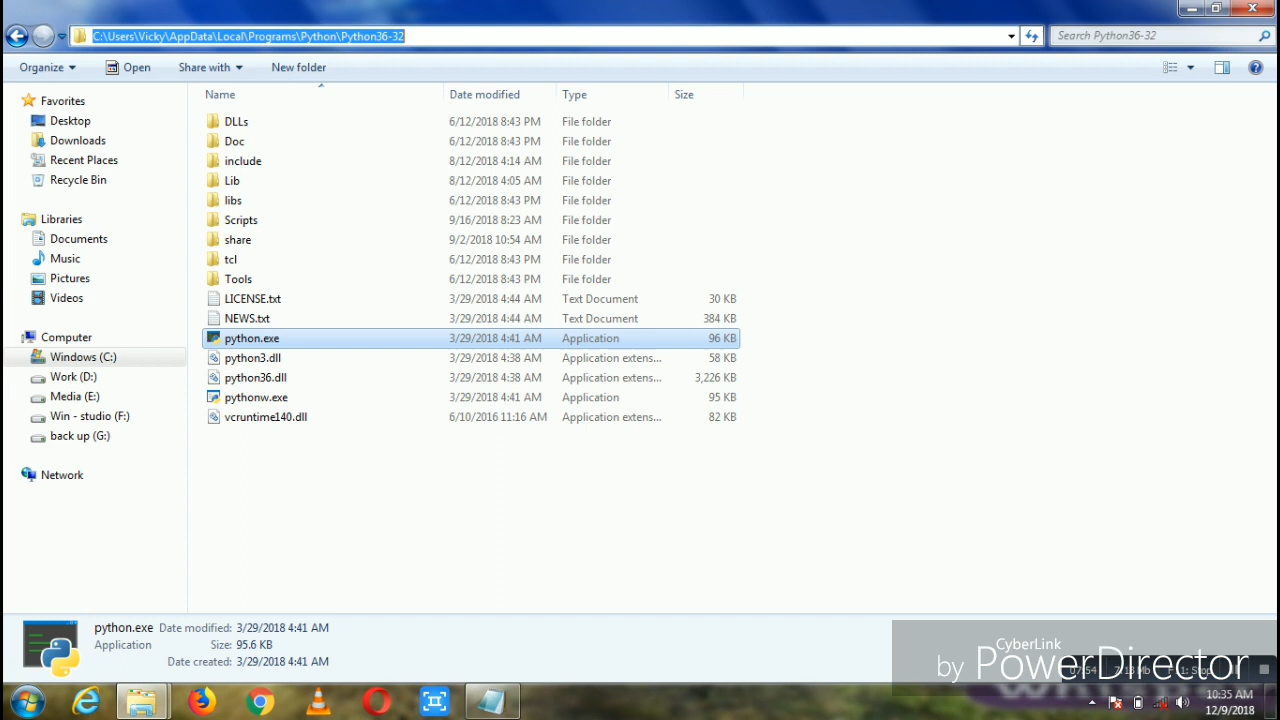 C:\Users\Vicky\AppData\Local\Programs\Python\Python36-32
Search Python36-32
Organize
Open
Share with
New folder
Name
Date modified
Type
Size
Favorites
Desktop
Downloads
Recent Places
Recycle Bin
Libraries
Documents
Music
Pictures
Videos
Computer
Windows (C:)
Work (D:)
Media (E:)
Win - studio (F:)
back up (G:)
Network
DLLs 6/12/2018 8:43 PM File folder
Doc 6/12/2018 8:43 PM File folder
include 8/12/2018 4:14 AM File folder
Lib 8/12/2018 4:05 AM File folder
libs 6/12/2018 8:43 PM File folder
Scripts 9/16/2018 8:23 AM File folder
share 9/2/2018 10:54 AM File folder
tcl 6/12/2018 8:43 PM File folder
Tools 6/12/2018 8:43 PM File folder
LICENSE.txt 3/29/2018 4:44 AM Text Document 30 KB
NEWS.txt 3/29/2018 4:44 AM Text Document 384 KB
python.exe 3/29/2018 4:41 AM Application 96 KB
python3.dll 3/29/2018 4:38 AM Application extens... 58 KB
python36.dll 3/29/2018 4:38 AM Application extens... 3,226 KB
pythonw.exe 3/29/2018 4:41 AM Application 95 KB
vcruntime140.dll 6/10/2016 11:16 AM Application extens... 82 KB
python.exe Date modified: 3/29/2018 4:41 AM
Application Size: 95.6 KB
Date created: 3/29/2018 4:41 AM
CyberLink
by PowerDirector
10:35 AM
12/9/2018